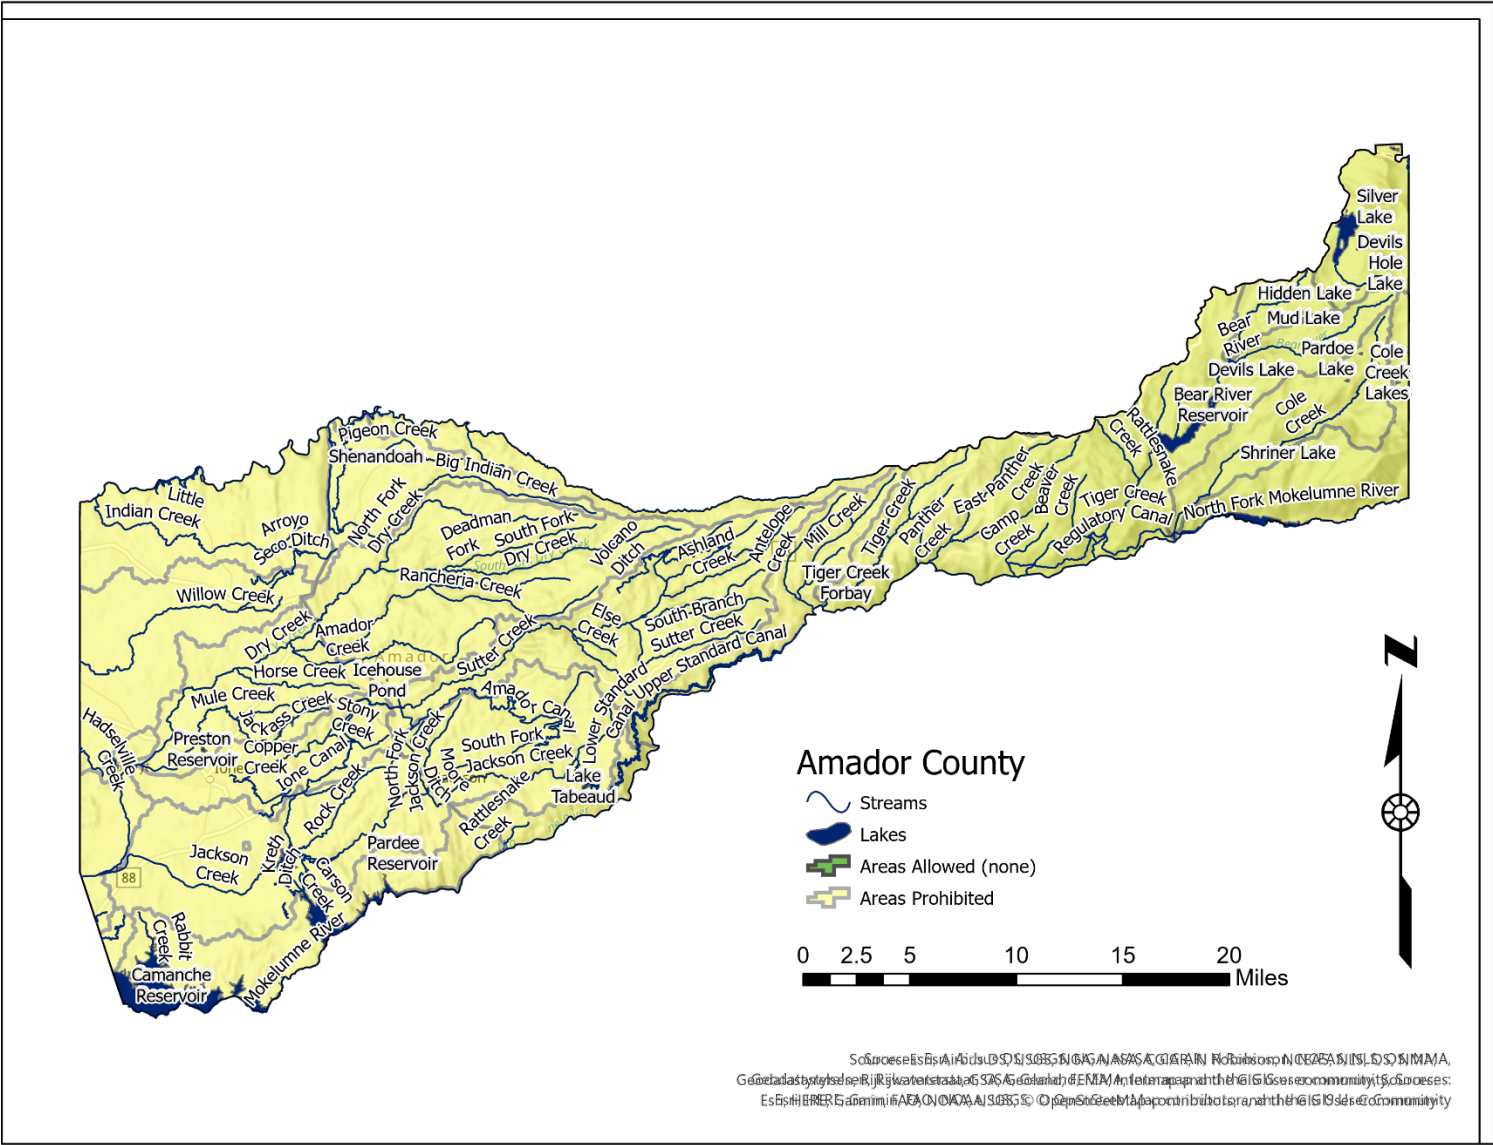 Silver
Lake
Devils
Hole
Lake
Hidden Lake
Mud Lake
Bear
River
Pardoe
Lake
Cole
Creek
Lakes
Devils Lake
Bear River
Reservoir
Cole
Creek
Rattlesnake
Creek
Shriner Lake
North Fork Mokelumne River
Tiger Creek
Regulatory Canal
Beaver
Creek
East-Panther
Creek
Camp
Creek
Panther
Creek
Tiger Creek
Mill Creek
Tiger Creek
Forbay
Antelope
Creek
Ashland
Creek
Pigeon Creek
Shenandoah
Big Indian Creek
Little
Indian Creek
Arroyo
Seco Ditch
North Fork
Dry Creek
Deadman
Fork
South Fork
Dry Creek
Volcano
Ditch
Rancheria Creek
Willow Creek
Dry Creek
Amador
Creek
Amador
Else
Creek
South-Branch
Sutter Creek
Sutter Creek
Upper Standard Canal
Lower Standard
Canal
Horse Creek
Icehouse
Pond
Mule Creek
Jackass Creek
Stony
Creek
Amador Canal
Hadselville
Creek
Preston
Reservoir
Copper
Creek
Ione
Ione Canal
North-Fork
Jackson Creek
Moore
Ditch
South Fork
Jackson Creek
Lake
Tabeaud
Rock Creek
Rattlesnake
Creek
Pardee
Reservoir
Jackson
Creek
Kreth
Ditch
Carson
Creek
88
Rabbit
Creek
Camanche
Reservoir
Mokelumne River
Amador County
Streams
Lakes
Areas Allowed (none)
Areas Prohibited
0 2.5 5 10 15 20
Miles
N